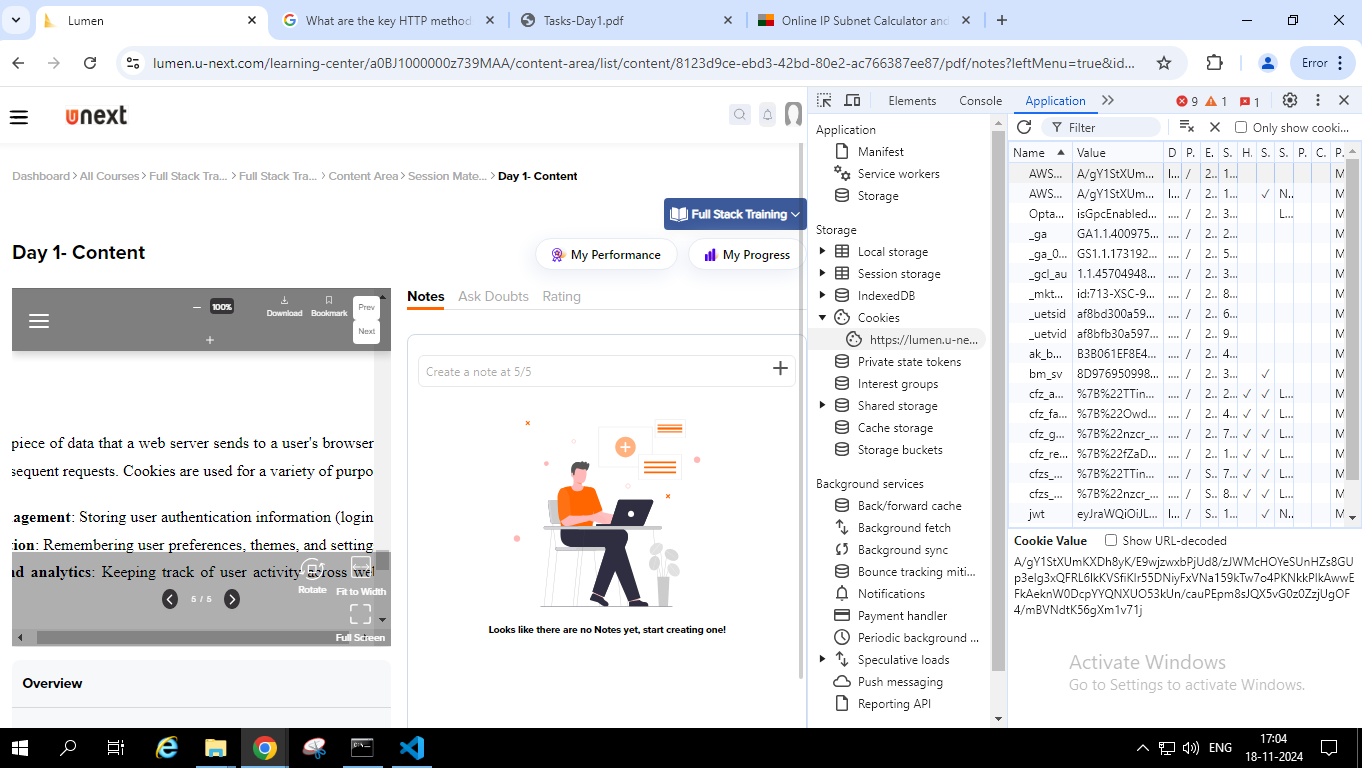 Lumen
What are the key HTTP method
Tasks-Day1.pdf
Online IP Subnet Calculator and
lumen.u-next.com/learning-center/a0BJ1000000z739MAA/content-area/list/content/8123d9ce-ebd3-42bd-80e2-ac766387ee87/pdf/notes?leftMenu=true&id...
Error
unext
Dashboard > All Courses > Full Stack Tra... > Full Stack Tra... > Content Area > Session Mate... > Day 1- Content
Full Stack Training
Day 1- Content
My Performance
My Progress
100%
Download
Bookmark
Prev
Next
piece of data that a web server sends to a user's browser
sequent requests. Cookies are used for a variety of purpo
agement: Storing user authentication information (login
tion: Remembering user preferences, themes, and setting
nd analytics: Keeping track of user activity across we
Rotate
Fit to Width
5 / 5
Full Screen
Overview
Notes Ask Doubts Rating
Create a note at 5/5
Looks like there are no Notes yet, start creating one!
Elements Console Application
9 1 1
Application
Manifest
Service workers
Storage
Storage
Local storage
Session storage
IndexedDB
Cookies
https://lumen.u-ne...
Private state tokens
Interest groups
Shared storage
Cache storage
Storage buckets
Background services
Back/forward cache
Background fetch
Background sync
Bounce tracking miti...
Notifications
Payment handler
Periodic background ...
Speculative loads
Push messaging
Reporting API
Filter
Only show cooki...
Name Value D P. E. S. H. S. S. P. C. P.
AWS... A/gY1StXUm... I... / 2... 1... M
AWS... A/gY1StXUm... I... / 2... 1... ✓ N... M
Opta... isGpcEnabled... .... / 2... 3... L... M
_ga GA1.1.400975... .... / 2... 2... M
_ga_0... GS1.1.173192... .... / 2... 5... M
_gcl_au 1.1.45704948... .... / 2... 3... M
_mkt... id:713-XSC-9... .... / 2... 8... M
_uetsid af8bd300a59... .... / 2... 6... M
_uetvid af8bfb30a597... .... / 2... 9... M
ak_b... B3B061EF8E4... .... / 2... 4... M
bm_sv 8D976950998... .... / 2... 3... ✓ M
cfz_a... %7B%22TTin... .... / 2... 2... ✓ ✓ L... M
cfz_fa... %7B%22Owd... .... / 2... 4... ✓ ✓ L... M
cfz_g... %7B%22nzcr_... .... / 2... 7... ✓ ✓ L... M
cfz_re... %7B%22fZaD... .... / 2... 1... ✓ ✓ L... M
cfzs_... %7B%22TTin... .... / S... 7... ✓ ✓ L... M
cfzs_... %7B%22nzcr_... .... / S... 8... ✓ ✓ L... M
jwt eyJraWQiOiJL... .... / S... 1... ✓ N... M
Cookie Value Show URL-decoded
A/gY1StXUmKXDh8yK/E9wjzwxbPjUd8/zJWMcHOYeSUnHZs8GU
p3eIg3xQFRL6IkKVSfiKIr55DNiyFxVNa159kTw7o4PKNkkPIkAwwE
FkAeknW0DcpYYQNXUO53kUn/cauPEpm8sJQX5vG0z0ZzjUgOF
4/mBVNdtK56gXm1v71j
Activate Windows
Go to Settings to activate Windows.
ENG
17:04
18-11-2024